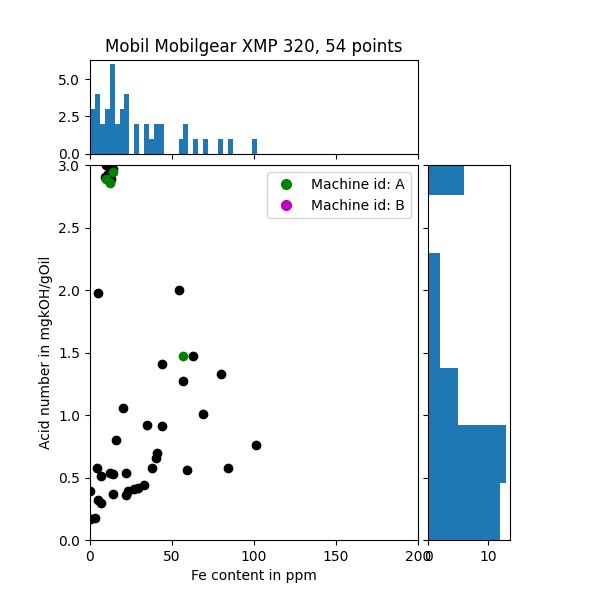 Mobil Mobilgear XMP 320, 54 points
5.0
2.5
0.0
3.0
2.5
2.0
1.5
1.0
0.5
0.0
Acid number in mgkOH/gOil
Machine id: A
Machine id: B
0 50 100 150 200
0 10
Fe content in ppm